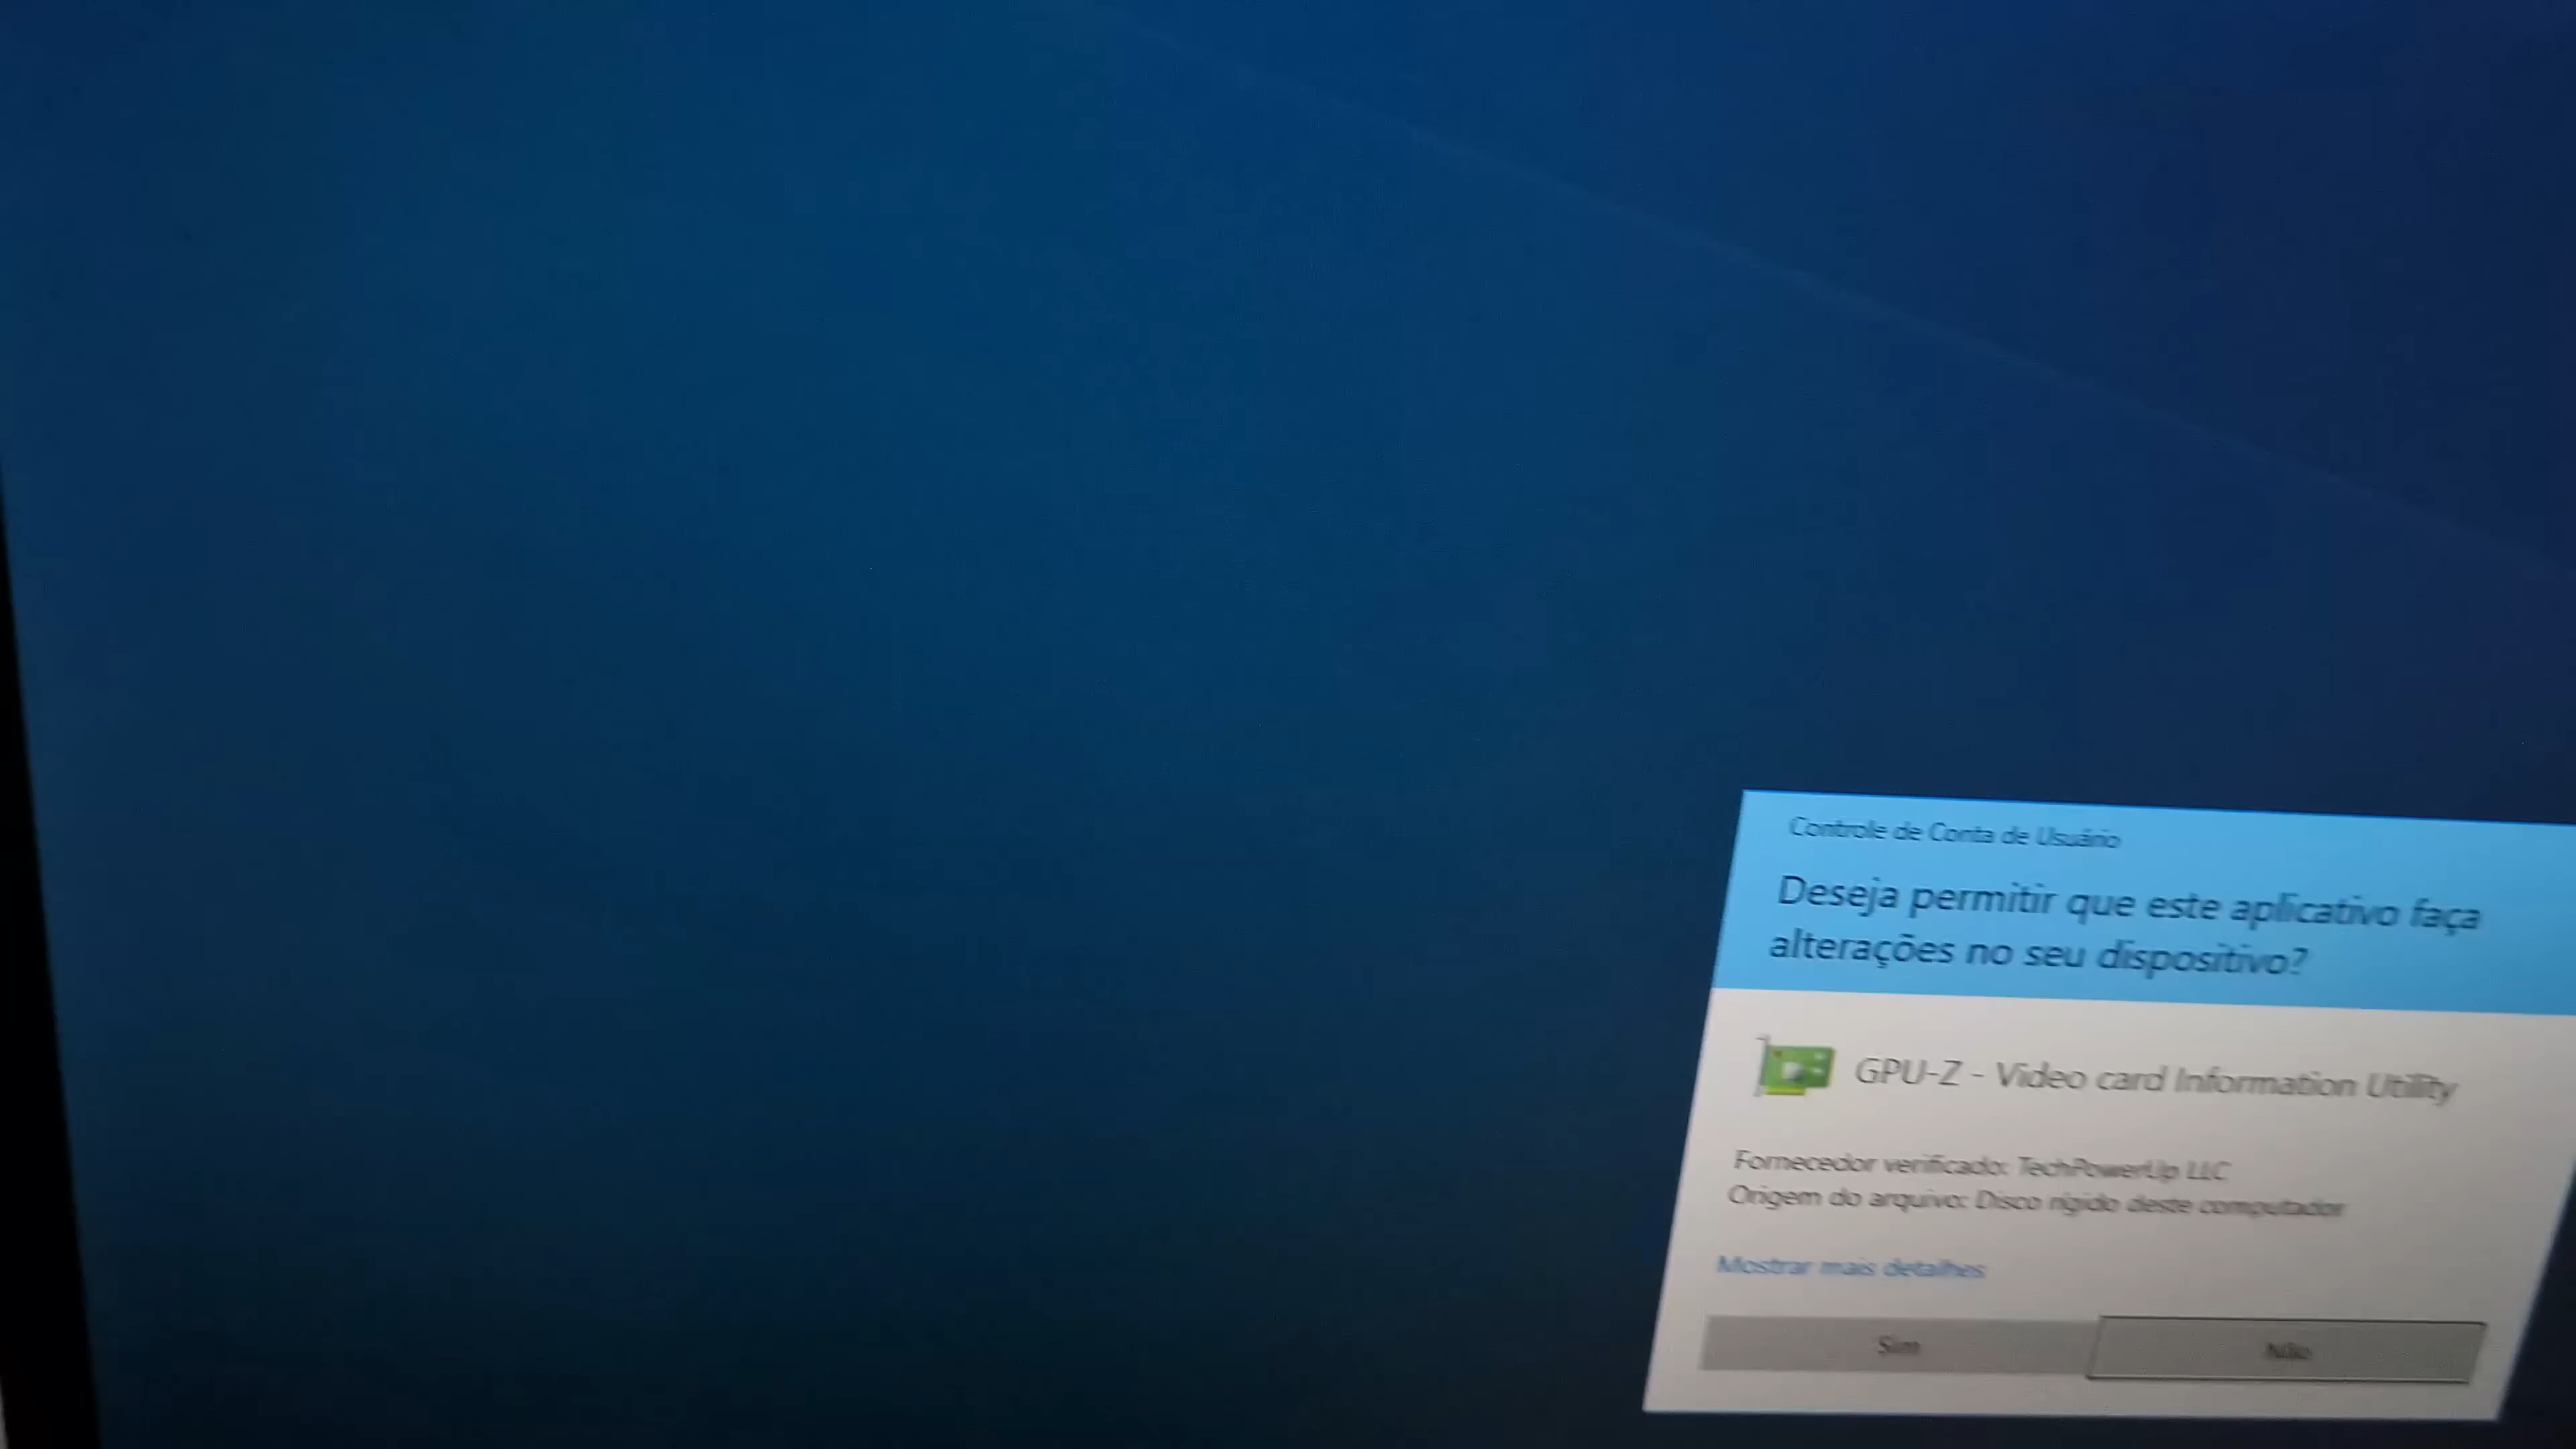 Controle de Conta de Usuário
Deseja permitir que este aplicativo faça
alterações no seu dispositivo?
GPU-Z - Video card Information Utility
Fornecedor verificado: TechPowerUp LLC
Origem do arquivo: Disco rígido deste computador
Mostrar mais detalhes
Sim
Não